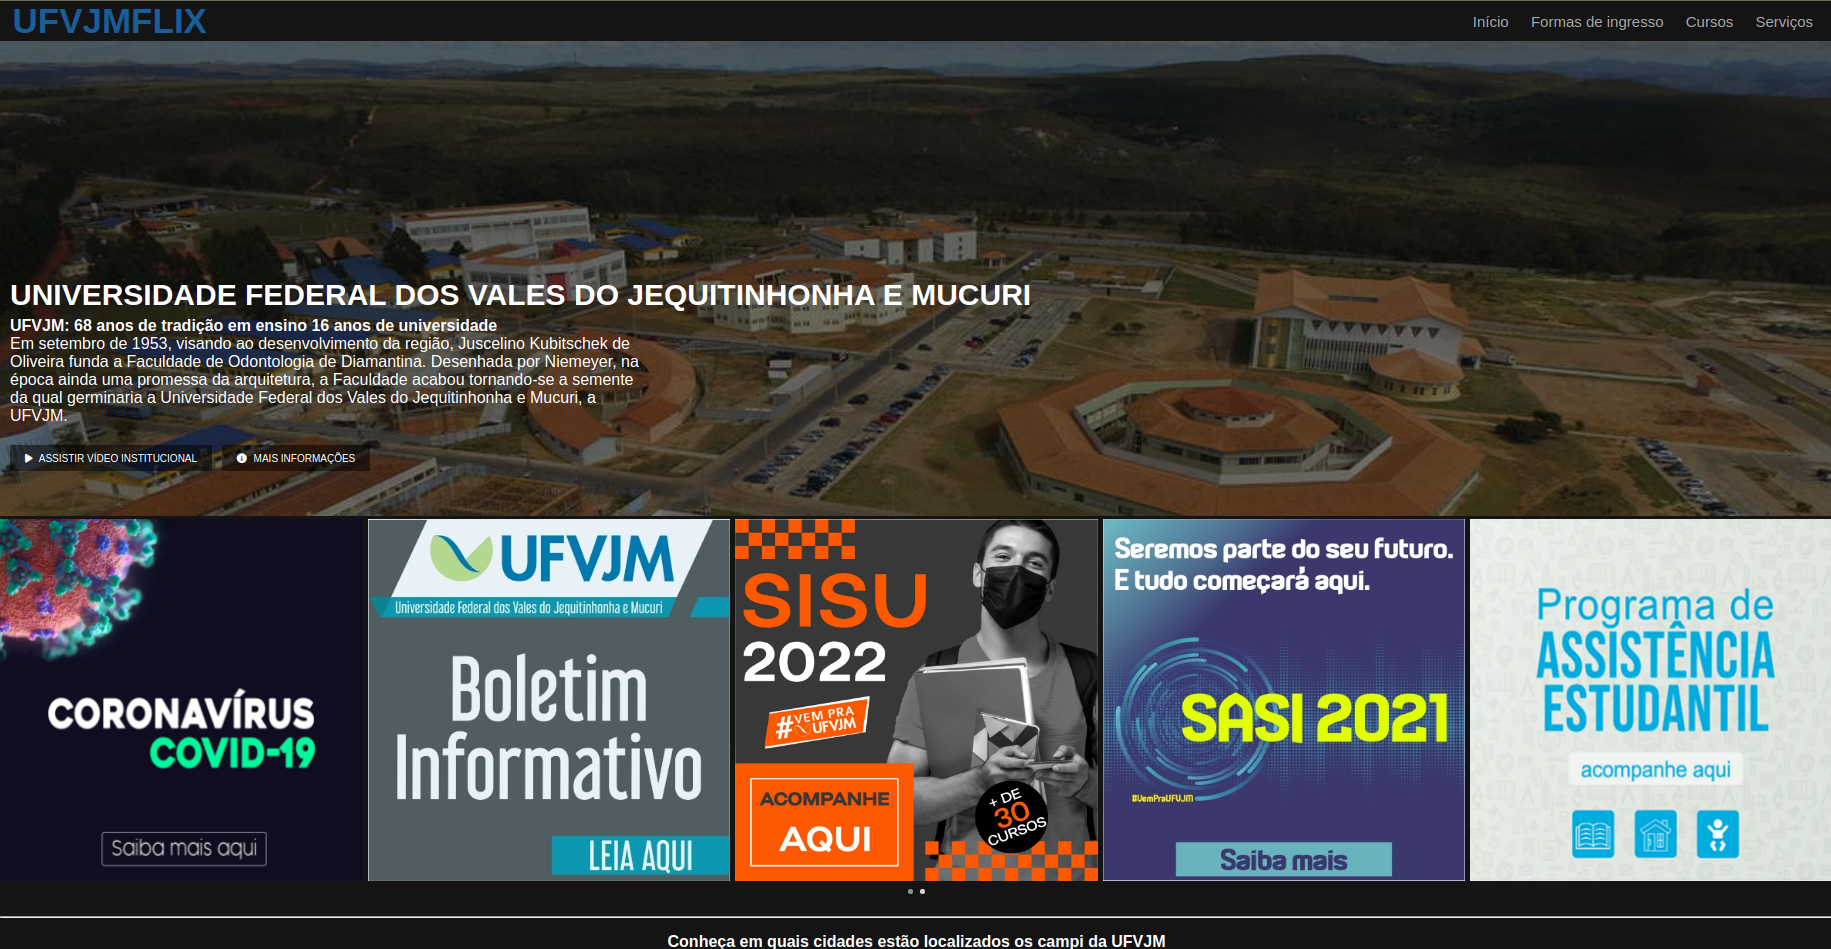 UFVJMFLIX
Início Formas de ingresso Cursos Serviços
UNIVERSIDADE FEDERAL DOS VALES DO JEQUITINHONHA E MUCURI
UFVJM: 68 anos de tradição em ensino 16 anos de universidade
Em setembro de 1953, visando ao desenvolvimento da região, Juscelino Kubitschek de
Oliveira funda a Faculdade de Odontologia de Diamantina. Desenhada por Niemeyer, na
época ainda uma promessa da arquitetura, a Faculdade acabou tornando-se a semente
da qual germinaria a Universidade Federal dos Vales do Jequitinhonha e Mucuri, a
UFVJM.
ASSISTIR VÍDEO INSTITUCIONAL
MAIS INFORMAÇÕES
CORONAVÍRUS
COVID-19
Saiba mais aqui
UFVJM
Universidade Federal dos Vales do Jequitinhonha e Mucuri
Boletim
Informativo
LEIA AQUI
SISU
2022
#VEM PRA
UFVJM
ACOMPANHE
AQUI
+ DE
30
CURSOS
Seremos parte do seu futuro.
E tudo começará aqui.
SASI 2021
#VemPraUFVJM
Saiba mais
Programa de
ASSISTÊNCIA
ESTUDANTIL
acompanhe aqui
Conheça em quais cidades estão localizados os campi da UFVJM